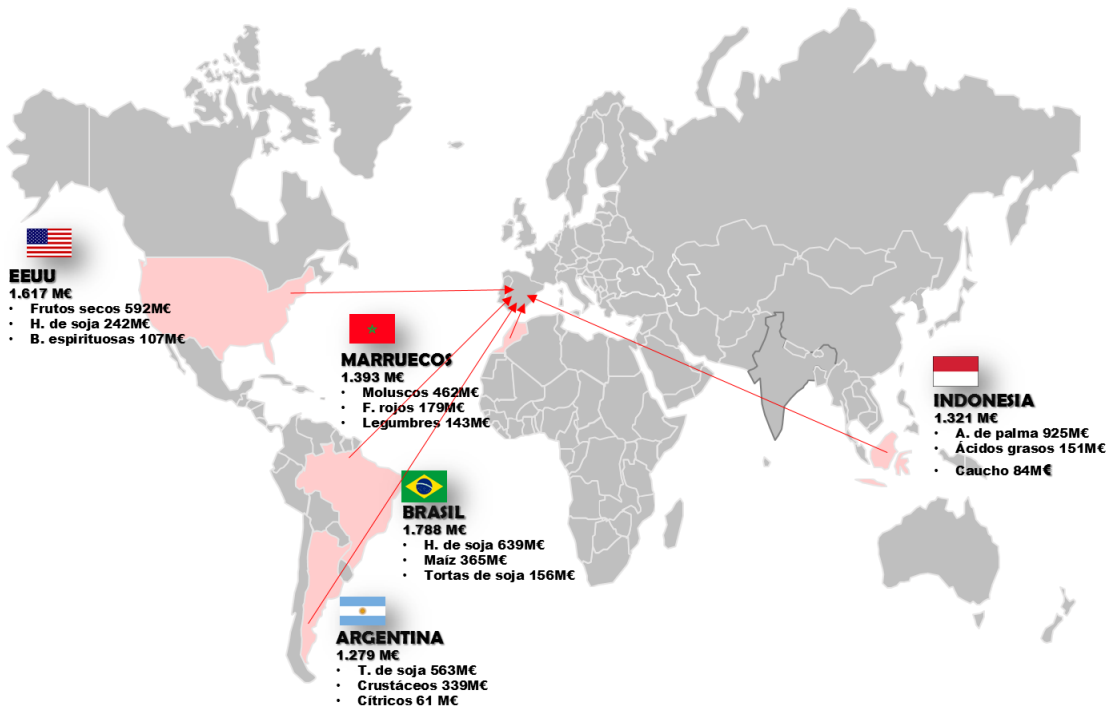 EEUU
1.617 M€
• Frutos secos 592M€
• H. de soja 242M€
• B. espirituosas 107M€
MARRUECOS
1.393 M€
• Moluscos 462M€
• F. rojos 179M€
• Legumbres 143M€
INDONESIA
1.321 M€
• A. de palma 925M€
• Ácidos grasos 151M€
• Caucho 84M€
BRASIL
1.788 M€
• H. de soja 639M€
• Maíz 365M€
• Tortas de soja 156M€
ARGENTINA
1.279 M€
• T. de soja 563M€
• Crustáceos 339M€
• Cítricos 61 M€